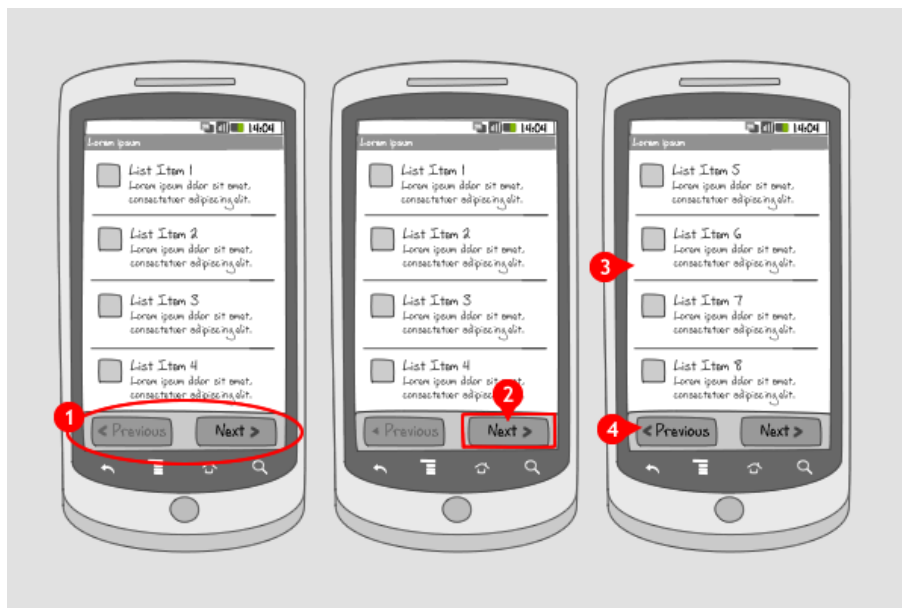 14:04
Lorem ipsum
List Item 1
Lorem ipsum dolor sit amet,
consectetuer adipiscing elit.
List Item 2
Lorem ipsum dolor sit amet,
consectetuer adipiscing elit.
List Item 3
Lorem ipsum dolor sit amet,
consectetuer adipiscing elit.
List Item 4
Lorem ipsum dolor sit amet,
consectetuer adipiscing elit.
1
< Previous
Next >
14:04
Lorem ipsum
List Item 1
Lorem ipsum dolor sit amet,
consectetuer adipiscing elit.
List Item 2
Lorem ipsum dolor sit amet,
consectetuer adipiscing elit.
List Item 3
Lorem ipsum dolor sit amet,
consectetuer adipiscing elit.
List Item 4
Lorem ipsum dolor sit amet,
consectetuer adipiscing elit.
2
< Previous
Next >
14:04
Lorem ipsum
List Item 5
Lorem ipsum dolor sit amet,
consectetuer adipiscing elit.
List Item 6
Lorem ipsum dolor sit amet,
consectetuer adipiscing elit.
3
List Item 7
Lorem ipsum dolor sit amet,
consectetuer adipiscing elit.
List Item 8
Lorem ipsum dolor sit amet,
consectetuer adipiscing elit.
4
< Previous
Next >